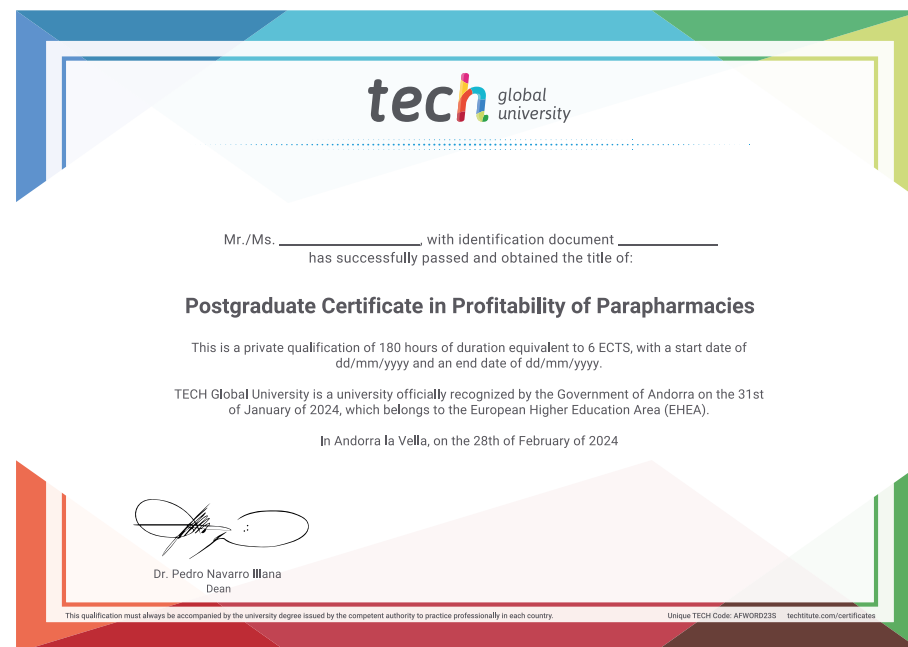 tech global university
Mr./Ms. ____________, with identification document ____________
has successfully passed and obtained the title of:
Postgraduate Certificate in Profitability of Parapharmacies
This is a private qualification of 180 hours of duration equivalent to 6 ECTS, with a start date of
dd/mm/yyyy and an end date of dd/mm/yyyy.
TECH Global University is a university officially recognized by the Government of Andorra on the 31st
of January of 2024, which belongs to the European Higher Education Area (EHEA).
In Andorra la Vella, on the 28th of February of 2024
Dr. Pedro Navarro Illana
Dean
This qualification must always be accompanied by the university degree issued by the competent authority to practice professionally in each country.
Unique TECH Code: AFWORD23S techtitute.com/certificates